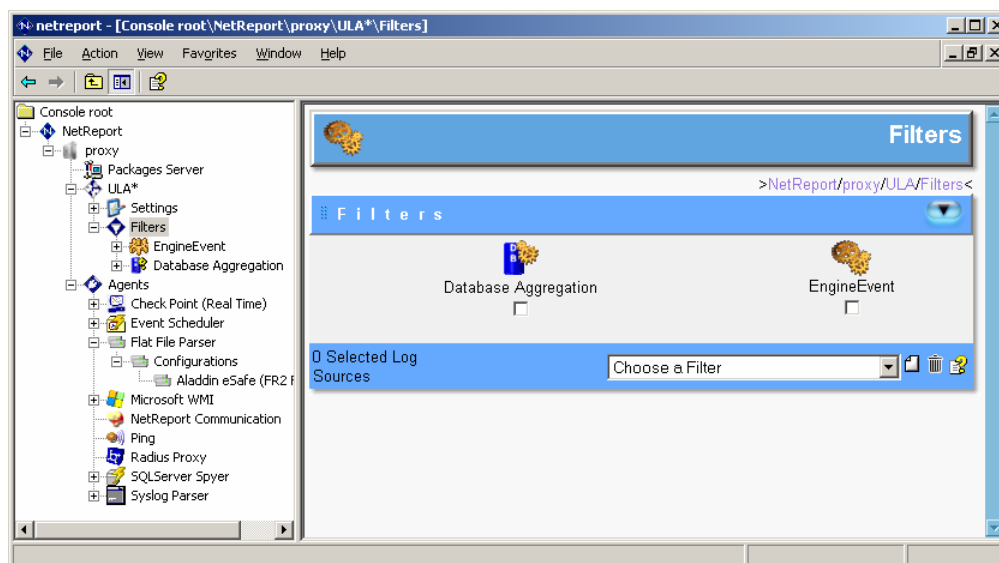 netreport - [Console root\NetReport\proxy\ULA*\Filters]
File Action View Favorites Window Help
Console root
NetReport
proxy
Packages Server
ULA*
Settings
Filters
EngineEvent
Database Aggregation
Agents
Check Point (Real Time)
Event Scheduler
Flat File Parser
Configurations
Aladdin eSafe (FR2 F
Microsoft WMI
NetReport Communication
Ping
Radius Proxy
SQLServer Spyer
Syslog Parser
Filters
>NetReport/proxy/ULA/Filters<
Filters
Database Aggregation
EngineEvent
0 Selected Log
Sources
Choose a Filter